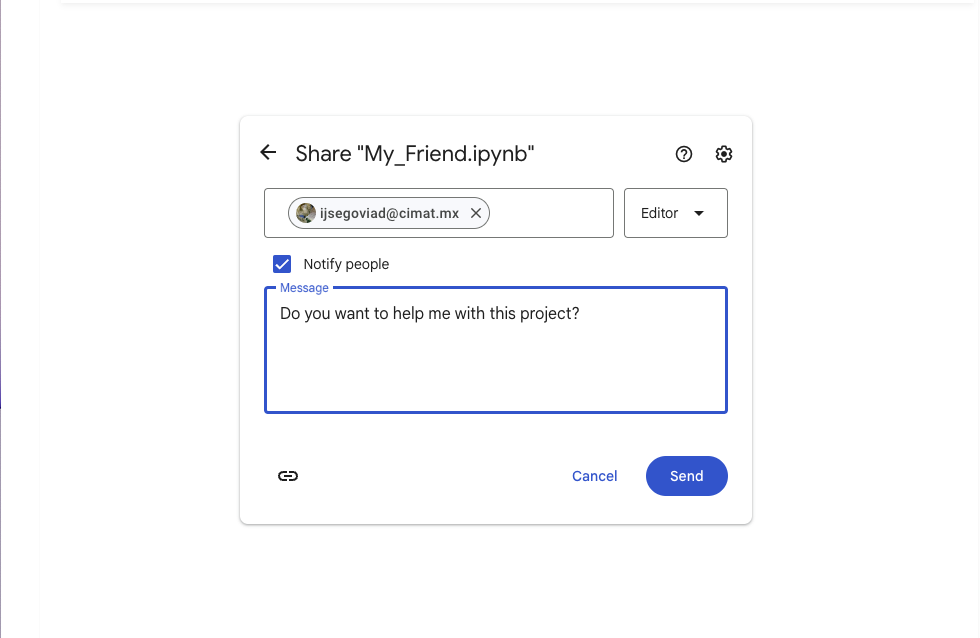 Share "My_Friend.ipynb"
ijsegoviad@cimat.mx
Editor
Notify people
Message
Do you want to help me with this project?
Cancel
Send